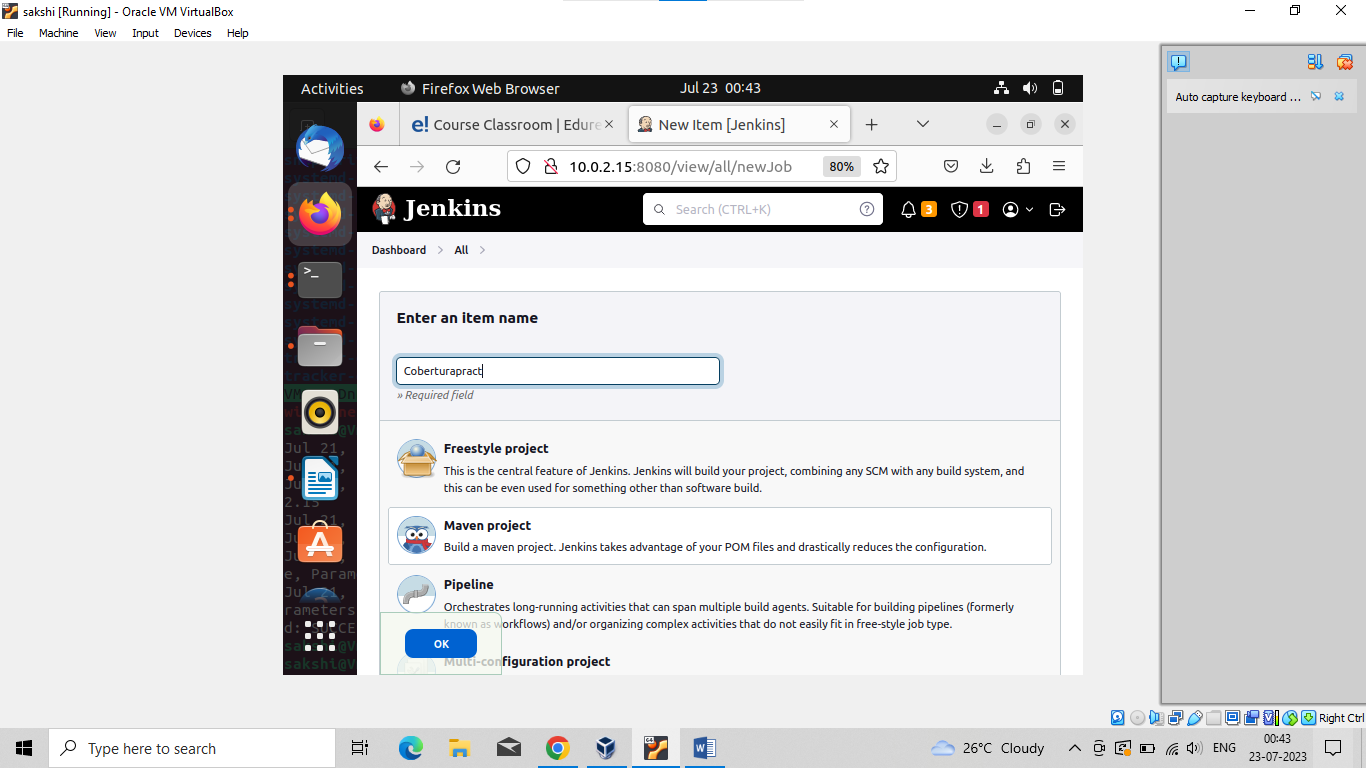 sakshi [Running] - Oracle VM VirtualBox
File Machine View Input Devices Help
Auto capture keyboard ...
Activities Firefox Web Browser Jul 23 00:43
e! Course Classroom | Edure New Item [Jenkins]
10.0.2.15:8080/view/all/newJob 80%
Jenkins Search (CTRL+K) 3 1
Dashboard All
Enter an item name
Coberturapract
» Required field
Freestyle project
This is the central feature of Jenkins. Jenkins will build your project, combining any SCM with any build system, and
this can be even used for something other than software build.
Maven project
Build a maven project. Jenkins takes advantage of your POM files and drastically reduces the configuration.
Pipeline
Orchestrates long-running activities that can span multiple build agents. Suitable for building pipelines (formerly
known as workflows) and/or organizing complex activities that do not easily fit in free-style job type.
OK
Multi-configuration project
Right Ctrl
Type here to search
26°C Cloudy
ENG
00:43
23-07-2023